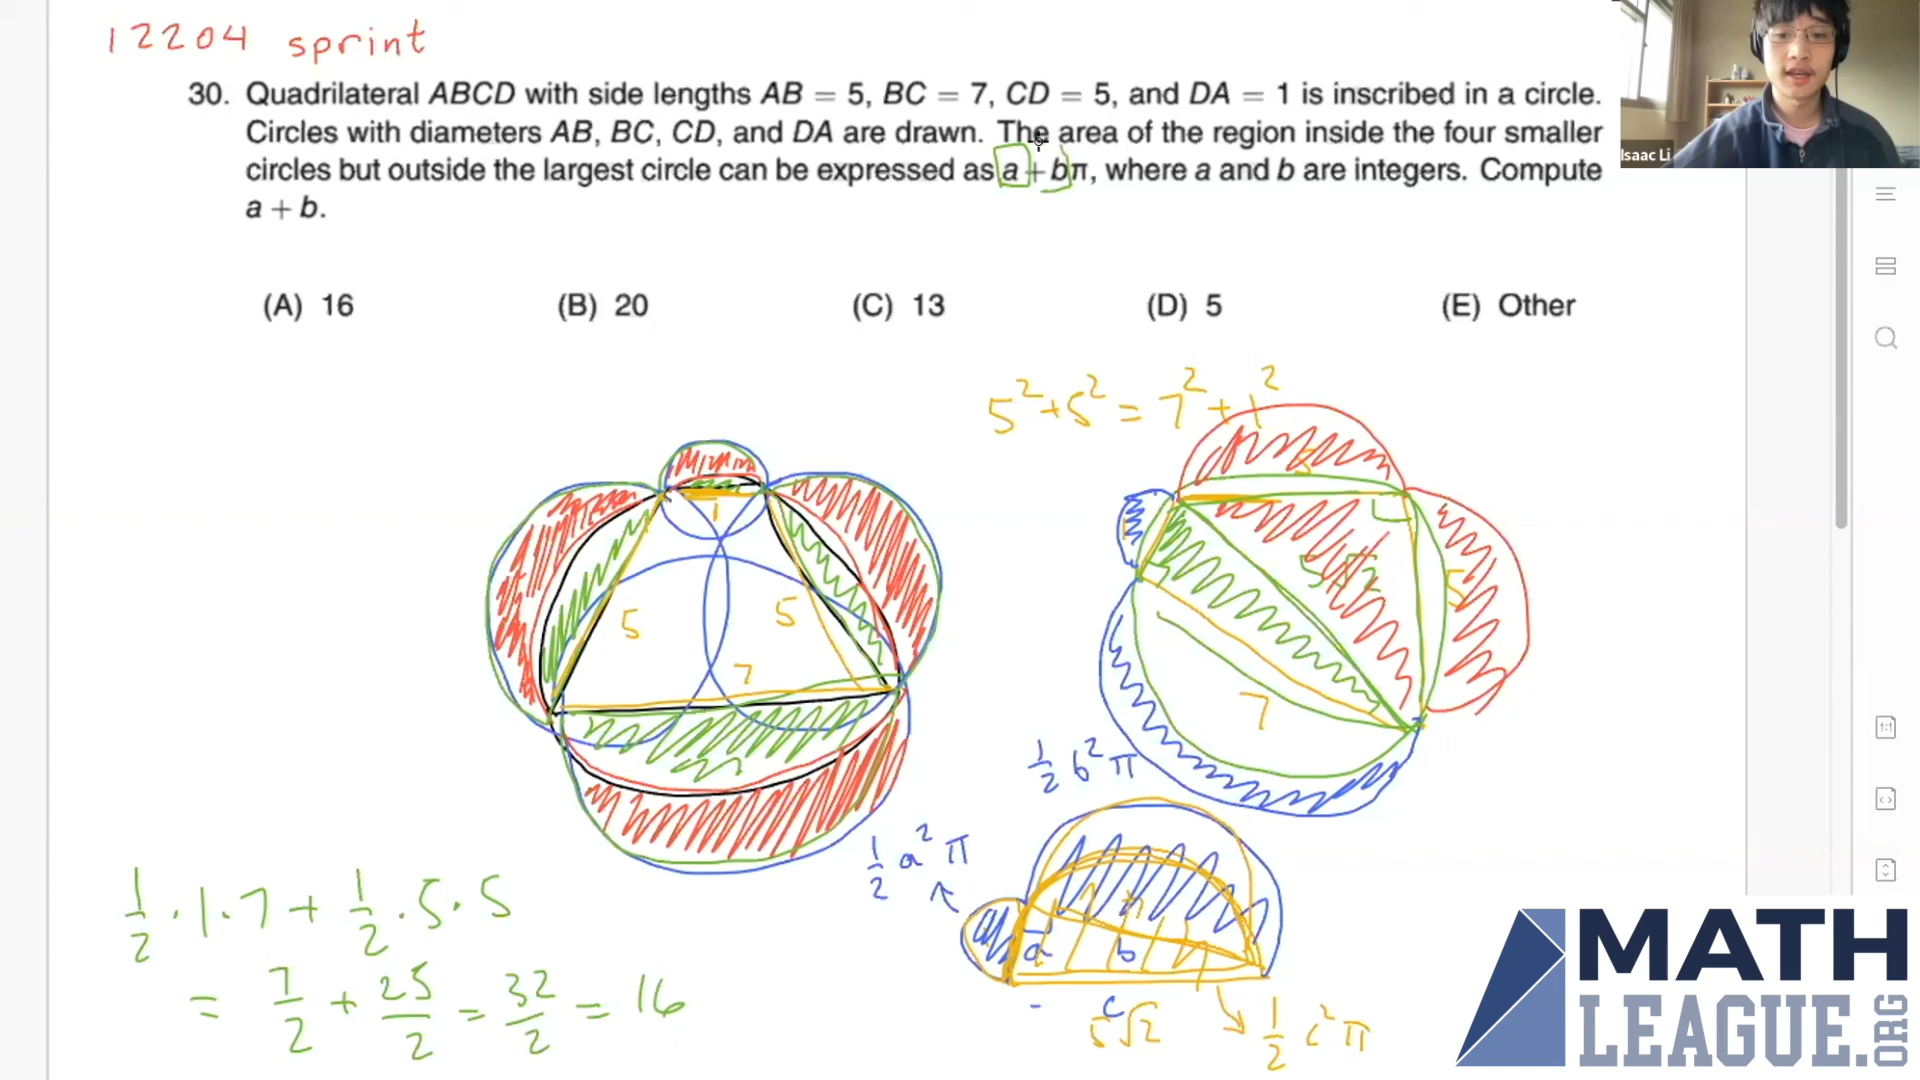 12204 sprint
30. Quadrilateral ABCD with side lengths AB = 5, BC = 7, CD = 5, and DA = 1 is inscribed in a circle.
Circles with diameters AB, BC, CD, and DA are drawn. The area of the region inside the four smaller
circles but outside the largest circle can be expressed as a + bπ, where a and b are integers. Compute
a + b.
Isaac Li
(A) 16 (B) 20 (C) 13 (D) 5 (E) Other
5² + 5² = 7² + 1²
1
5 5
7
5
5√2 5
7
½ b² π
½ a² π
a b
c
5√2
½ c² π
½ · 1 · 7 + ½ · 5 · 5
= 7/2 + 25/2 = 32/2 = 16
MATH
LEAGUE.ORG
1:1